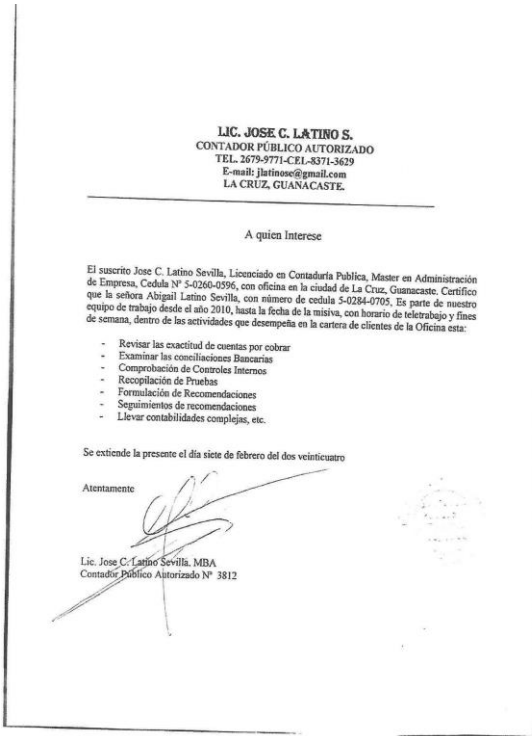 LIC. JOSE C. LATINO S.
CONTADOR PÚBLICO AUTORIZADO
TEL. 2679-9771-CEL-8371-3629
E-mail: jlatinose@gmail.com
LA CRUZ, GUANACASTE.
A quien Interese
El suscrito Jose C. Latino Sevilla, Licenciado en Contaduría Publica, Master en Administración
de Empresa, Cedula Nº 5-0260-0596, con oficina en la ciudad de La Cruz, Guanacaste. Certifico
que la señora Abigail Latino Sevilla, con número de cedula 5-0284-0705, Es parte de nuestro
equipo de trabajo desde el año 2010, hasta la fecha de la misiva, con horario de teletrabajo y fines
de semana, dentro de las actividades que desempeña en la cartera de clientes de la Oficina esta:
- Revisar las exactitud de cuentas por cobrar
- Examinar las conciliaciones Bancarias
- Comprobación de Controles Internos
- Recopilación de Pruebas
- Formulación de Recomendaciones
- Seguimientos de recomendaciones
- Llevar contabilidades complejas, etc.
Se extiende la presente el día siete de febrero del dos veinticuatro
Atentamente
Lic. Jose C. Latino Sevilla. MBA
Contador Público Autorizado Nº 3812